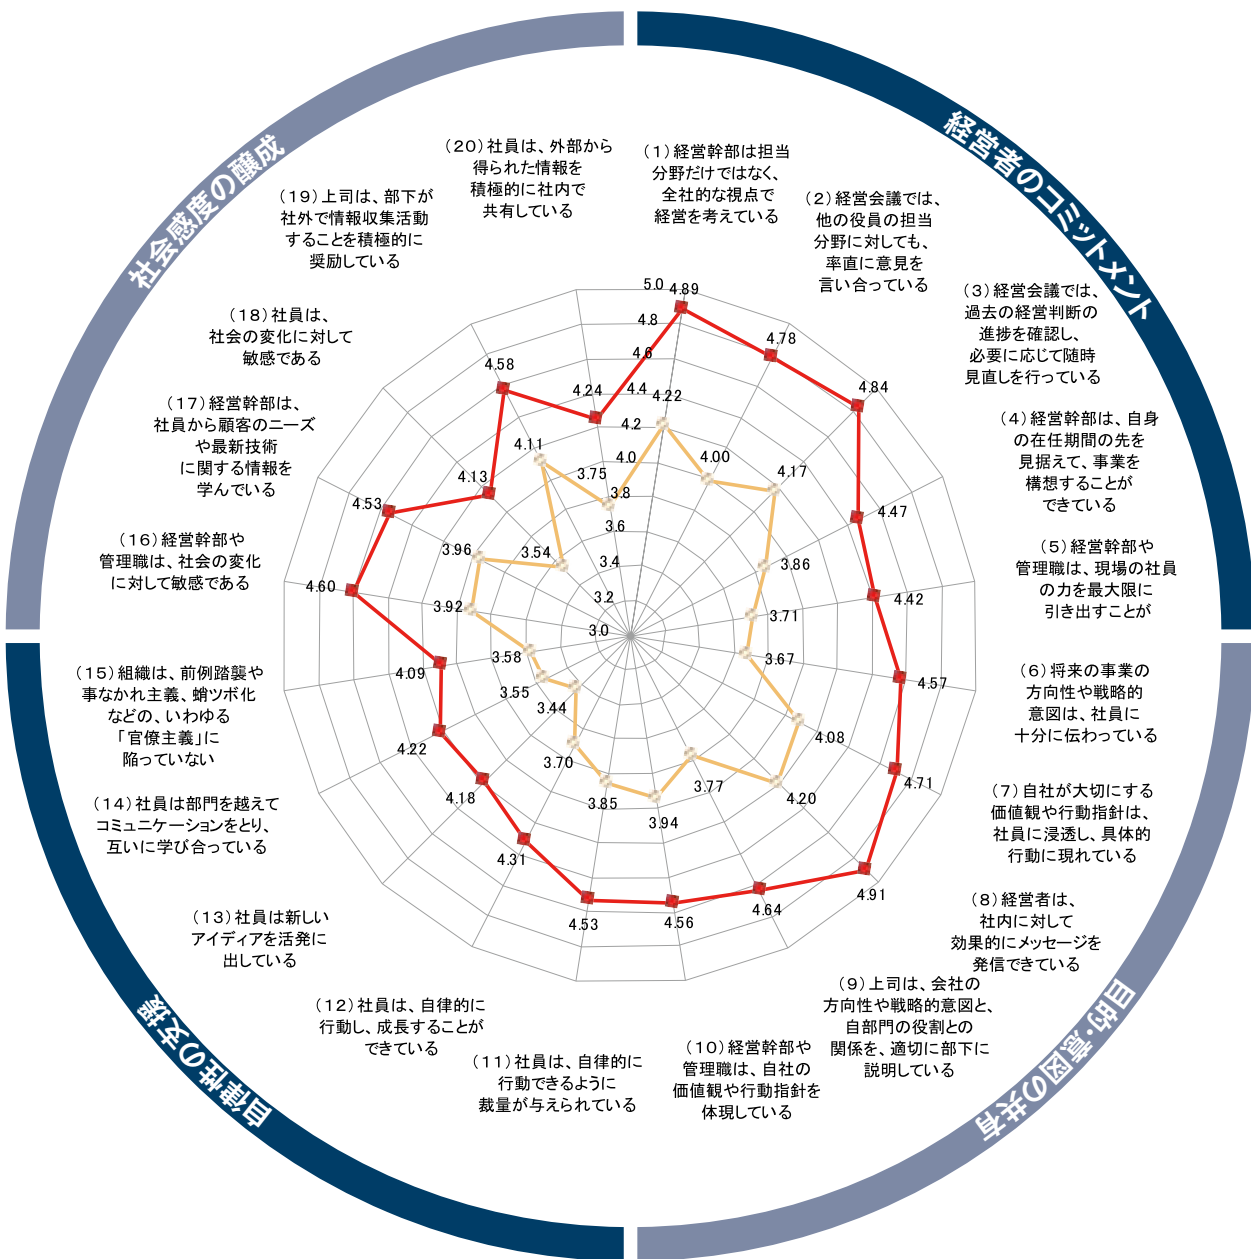 経営者のコミットメント
目的・意図の共有
自律性の支援
社会感度の醸成
（1）経営幹部は担当
分野だけではなく、
全社的な視点で
経営を考えている
（2）経営会議では、
他の役員の担当
分野に対しても、
率直に意見を
言い合っている
（3）経営会議では、
過去の経営判断の
進捗を確認し、
必要に応じて随時
見直しを行っている
（4）経営幹部は、自身
の在任期間の先を
見据えて、事業を
構想することが
できている
（5）経営幹部や
管理職は、現場の社員
の力を最大限に
引き出すことが
（6）将来の事業の
方向性や戦略的
意図は、社員に
十分に伝わっている
（7）自社が大切にする
価値観や行動指針は、
社員に浸透し、具体的
行動に現れている
（8）経営者は、
社内に対して
効果的にメッセージを
発信できている
（9）上司は、会社の
方向性や戦略的意図と、
自部門の役割との
関係を、適切に部下に
説明している
（10）経営幹部や
管理職は、自社の
価値観や行動指針を
体現している
（11）社員は、自律的に
行動できるように
裁量が与えられている
（12）社員は、自律的に
行動し、成長することが
できている
（13）社員は新しい
アイディアを活発に
出している
（14）社員は部門を越えて
コミュニケーションをとり、
互いに学び合っている
（15）組織は、前例踏襲や
事なかれ主義、蛸ツボ化
などの、いわゆる
「官僚主義」に
陥っていない
（16）経営幹部や
管理職は、社会の変化
に対して敏感である
（17）経営幹部は、
社員から顧客のニーズ
や最新技術
に関する情報を
学んでいる
（18）社員は、
社会の変化に対して
敏感である
（19）上司は、部下が
社外で情報収集活動
することを積極的に
奨励している
（20）社員は、外部から
得られた情報を
積極的に社内で
共有している
5.0
4.8
4.6
4.4
4.2
4.0
3.8
3.6
3.4
3.2
3.0
4.89
4.78
4.84
4.47
4.42
4.57
4.71
4.91
4.64
4.56
4.53
4.31
4.18
4.22
4.09
4.60
4.53
4.13
4.58
4.24
4.22
4.00
4.17
3.86
3.71
3.67
4.08
4.20
3.77
3.94
3.85
3.70
3.44
3.55
3.58
3.92
3.96
3.54
4.11
3.75